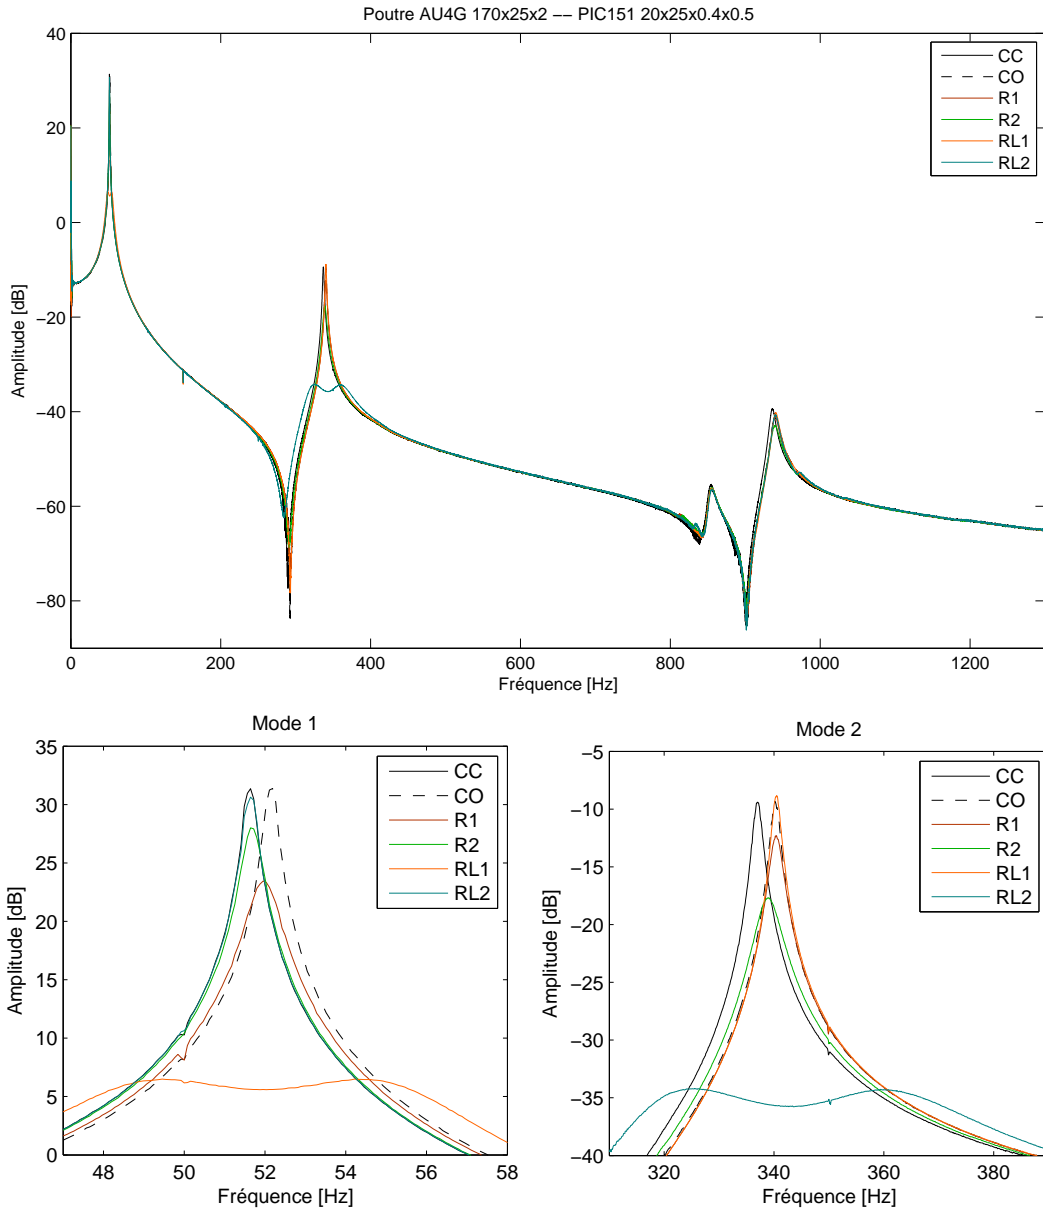 Poutre AU4G 170x25x2 −− PIC151 20x25x0.4x0.5
40
20
0
−20
−40
−60
−80
Amplitude [dB]
0
200
400
600
800
1000
1200
Fréquence [Hz]
CC
CO
R1
R2
RL1
RL2
Mode 1
35
30
25
20
15
10
5
0
Amplitude [dB]
48
50
52
54
56
58
Fréquence [Hz]
CC
CO
R1
R2
RL1
RL2
Mode 2
−5
−10
−15
−20
−25
−30
−35
−40
Amplitude [dB]
320
340
360
380
Fréquence [Hz]
CC
CO
R1
R2
RL1
RL2